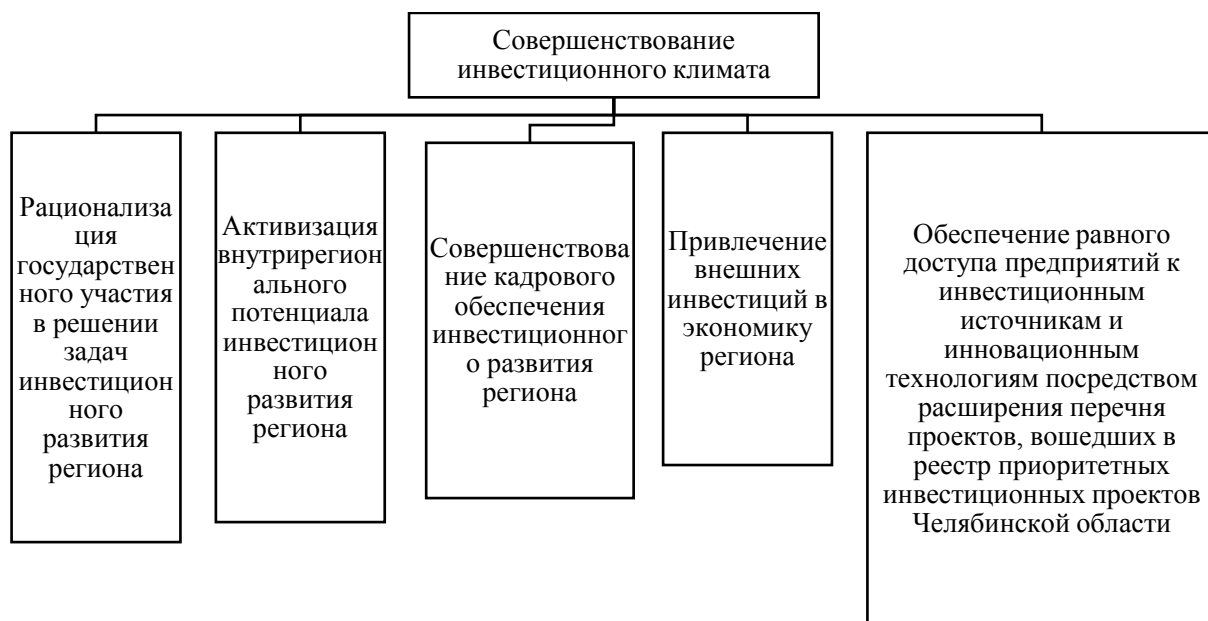 Совершенствование
инвестиционного климата
Рационализа
ция
государствен
ного участия
в решении
задач
инвестицион
ного
развития
региона
Активизация
внутрирегион
ального
потенциала
инвестицион
ного
развития
региона
Совершенствова
ние кадрового
обеспечения
инвестиционног
о развития
региона
Привлечение
внешних
инвестиций в
экономику
региона
Обеспечение равного
доступа предприятий к
инвестиционным
источникам и
инновационным
технологиям посредством
расширения перечня
проектов, вошедших в
реестр приоритетных
инвестиционных проектов
Челябинской области